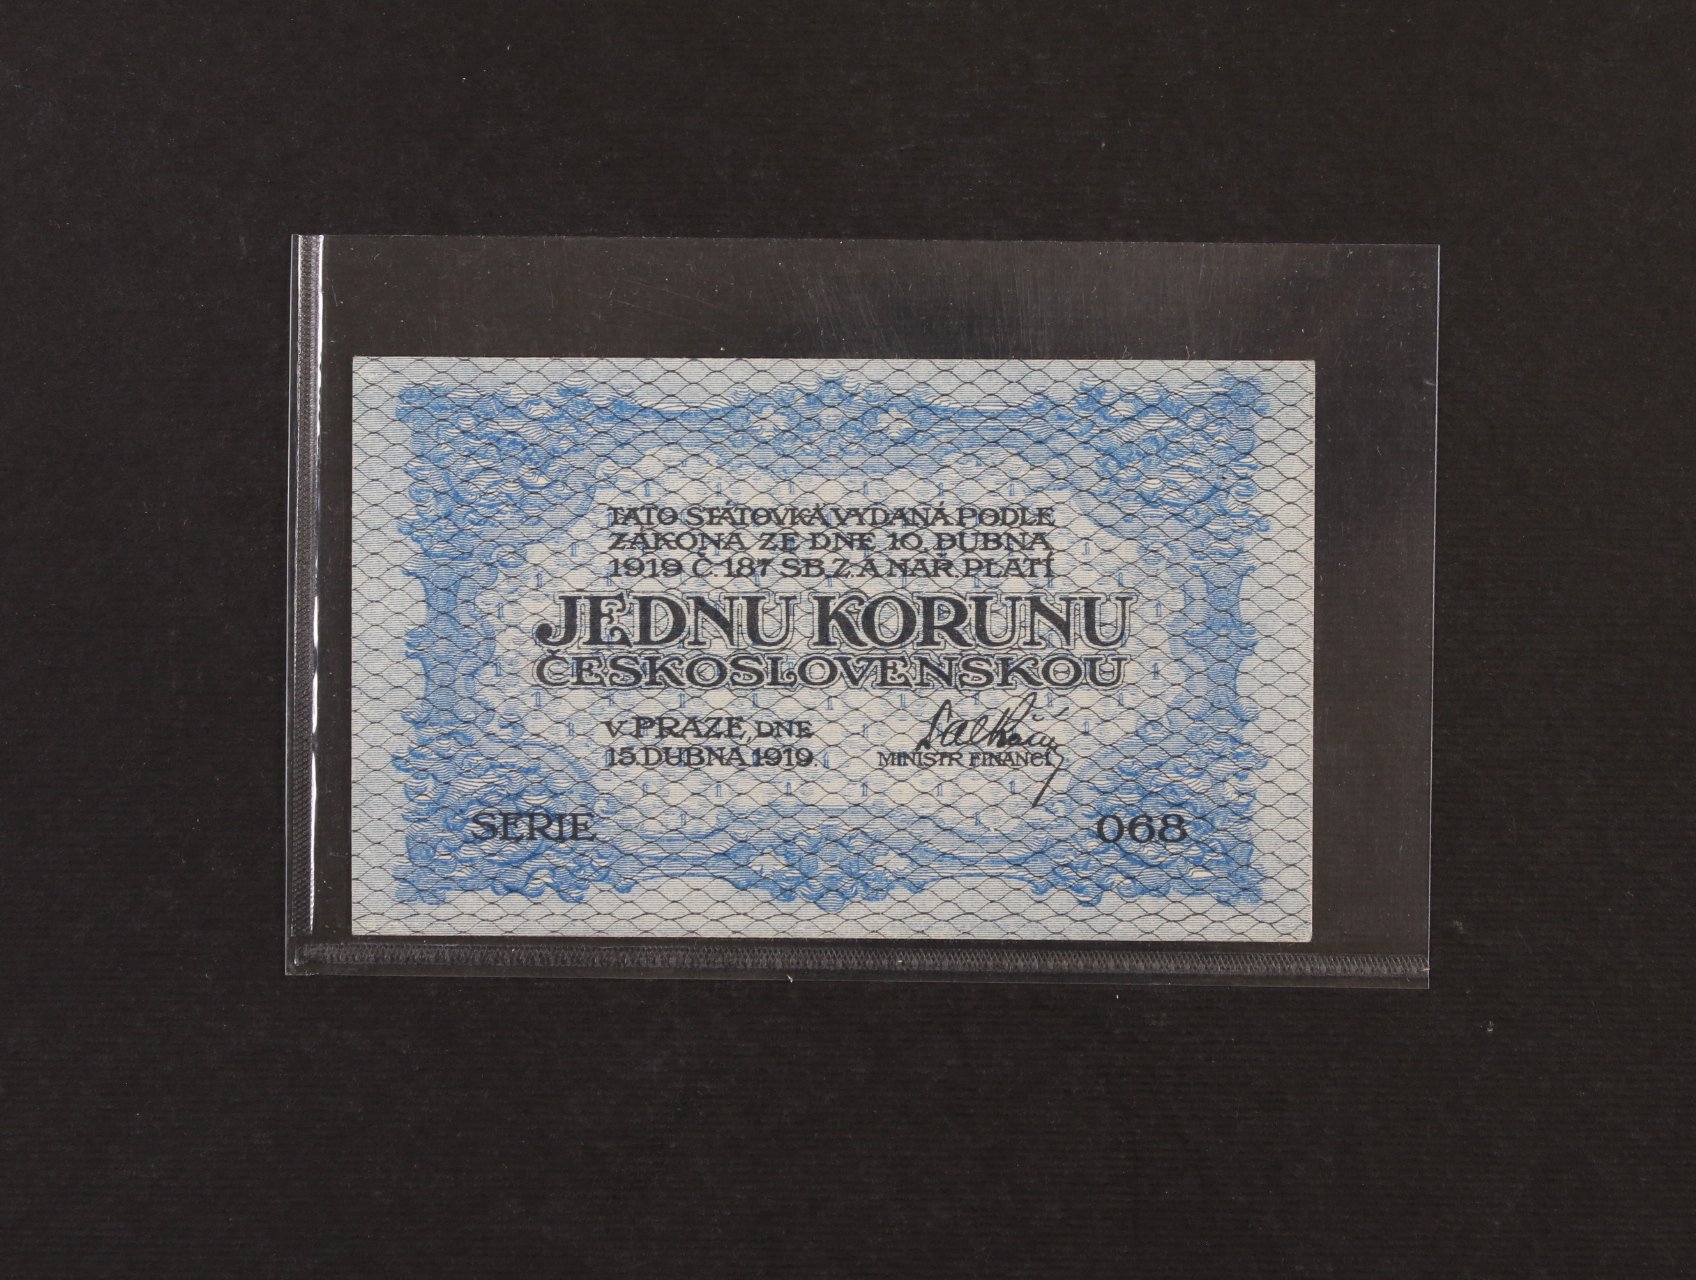 TATO STÁTOVKA VYDANÁ PODLE
ZÁKONA ZE DNE 10. DUBNA
1919 Č. 187 SB. Z. A NAŘ. PLATÍ
JEDNU KORUNU
ČESKOSLOVENSKOU
V PRAZE, DNE
15. DUBNA 1919.
MINISTR FINANCÍ
SERIE 068